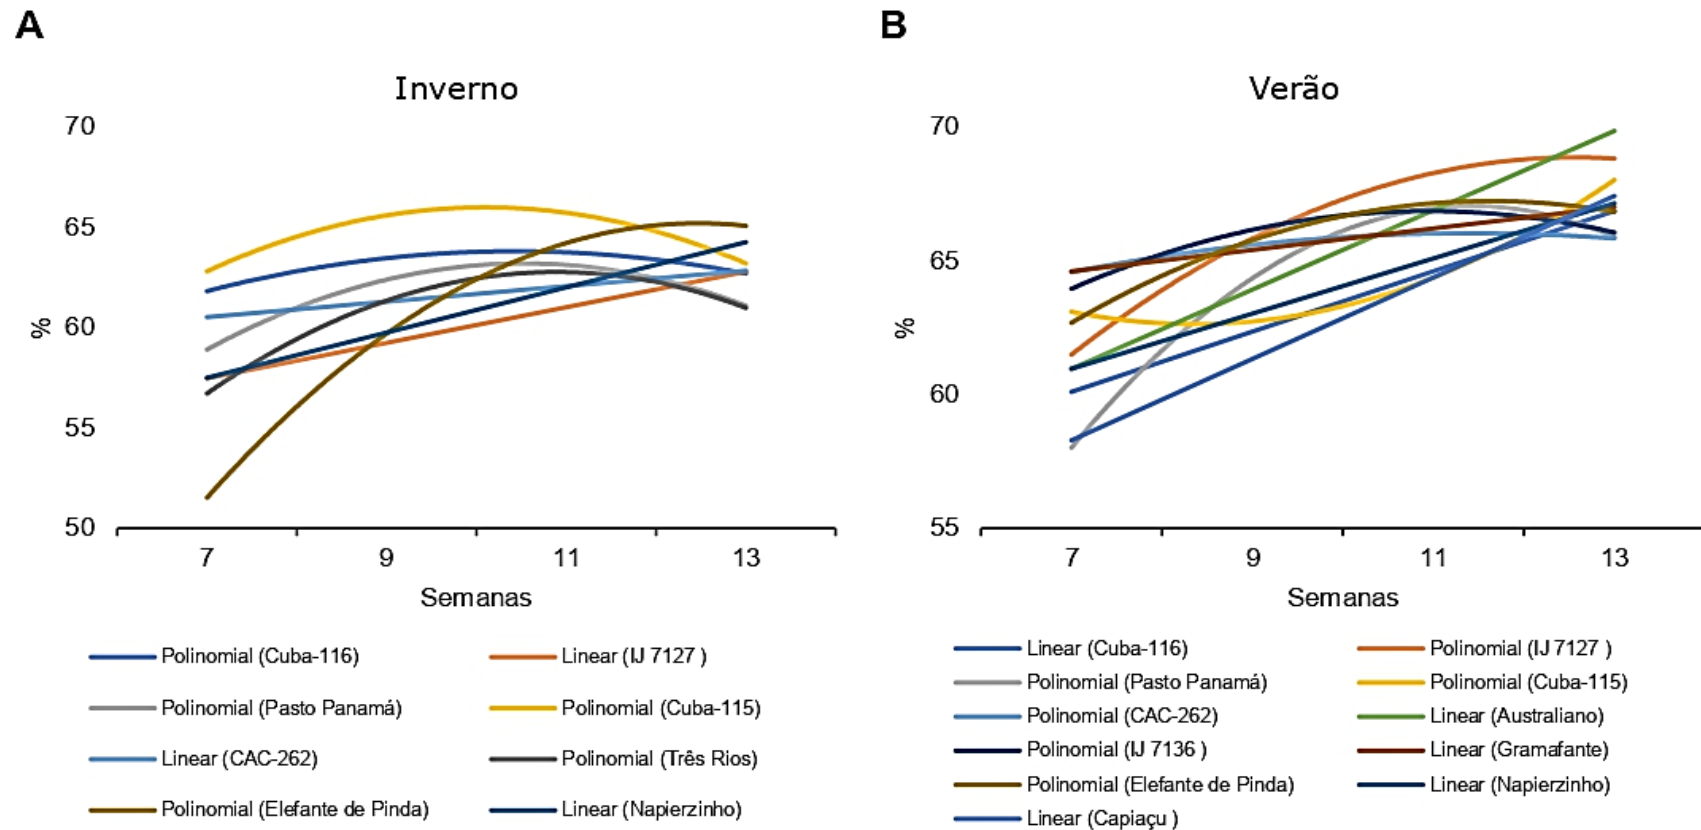 A
Inverno
70
65
60
55
50
%
7 9 11 13
Semanas
Polinomial (Cuba-116) Linear (IJ 7127 )
Polinomial (Pasto Panamá) Polinomial (Cuba-115)
Linear (CAC-262) Polinomial (Três Rios)
Polinomial (Elefante de Pinda) Linear (Napierzinho)
B
Verão
70
65
60
55
%
7 9 11 13
Semanas
Linear (Cuba-116) Polinomial (IJ 7127 )
Polinomial (Pasto Panamá) Polinomial (Cuba-115)
Polinomial (CAC-262) Linear (Australiano)
Polinomial (IJ 7136 ) Linear (Gramafante)
Polinomial (Elefante de Pinda) Linear (Napierzinho)
Linear (Capiaçu )